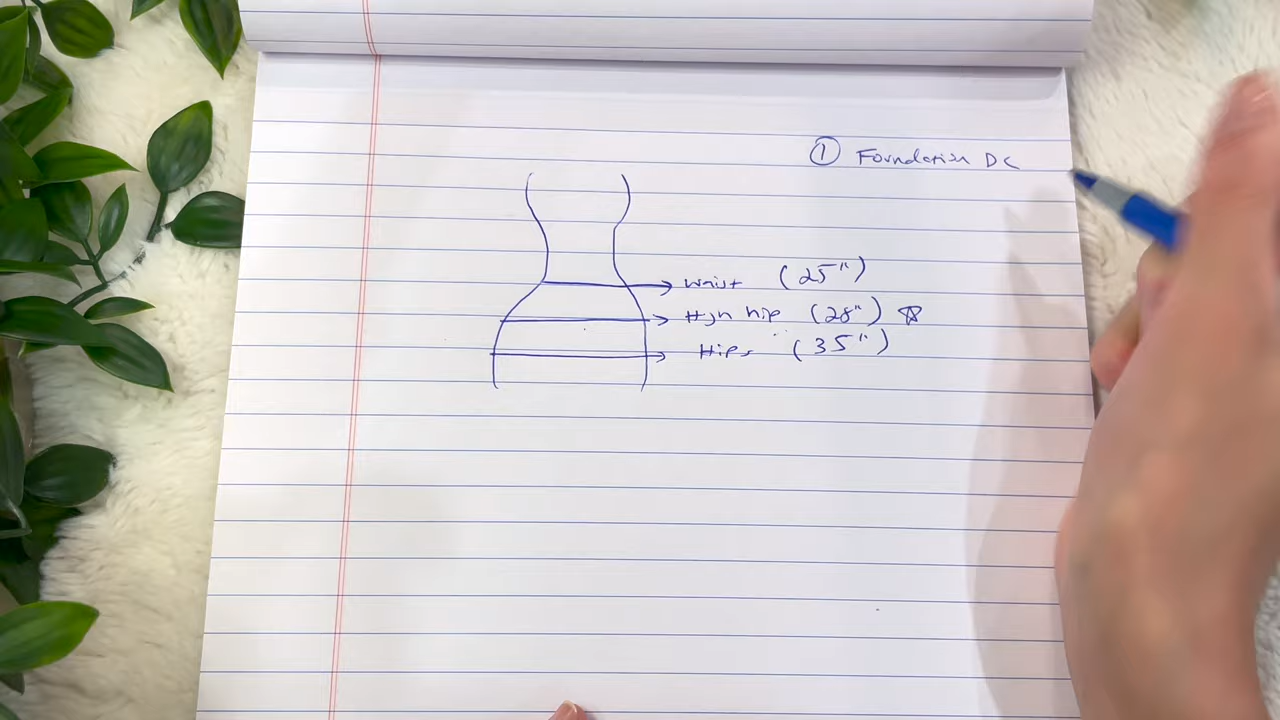 ① Foundation DC
waist (25")
High hip (28") ☆
Hips (35")